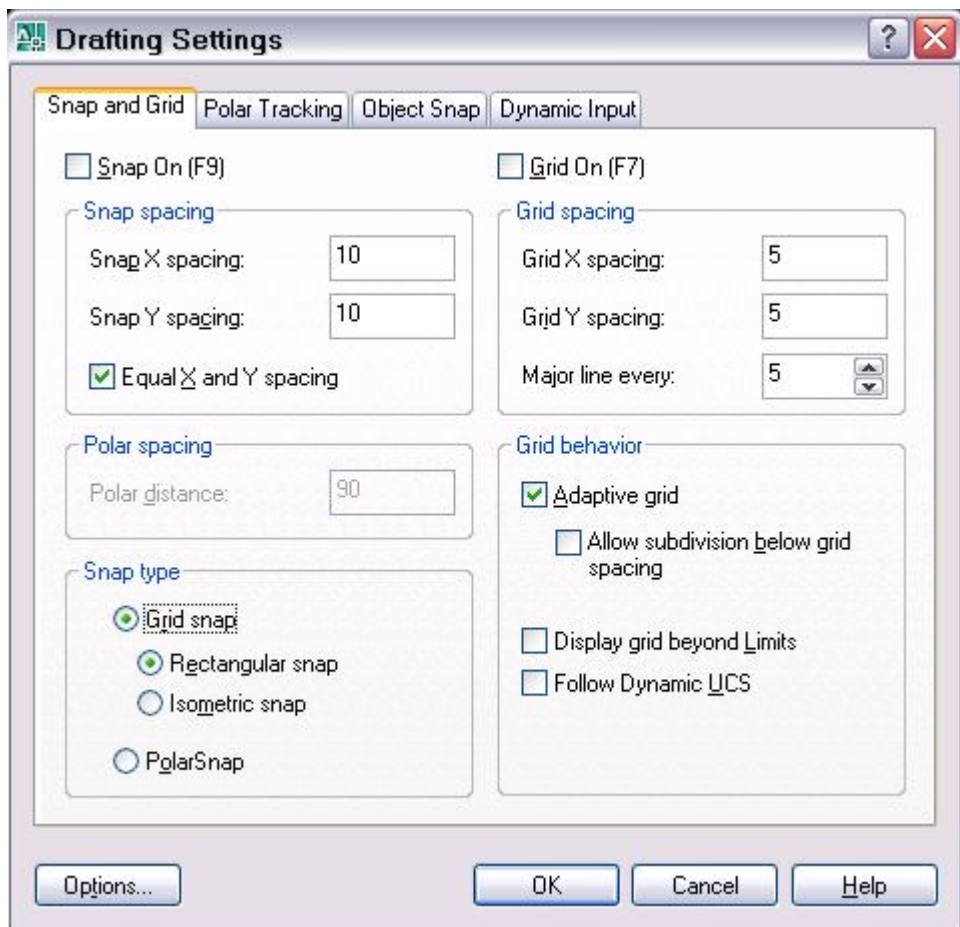 Drafting Settings
Snap and Grid Polar Tracking Object Snap Dynamic Input
Snap On (F9)
Snap spacing
Snap X spacing: 10
Snap Y spacing: 10
Equal X and Y spacing
Polar spacing
Polar distance: 90
Snap type
Grid snap
Rectangular snap
Isometric snap
PolarSnap
Grid On (F7)
Grid spacing
Grid X spacing: 5
Grid Y spacing: 5
Major line every: 5
Grid behavior
Adaptive grid
Allow subdivision below grid
spacing
Display grid beyond Limits
Follow Dynamic UCS
Options... OK Cancel Help